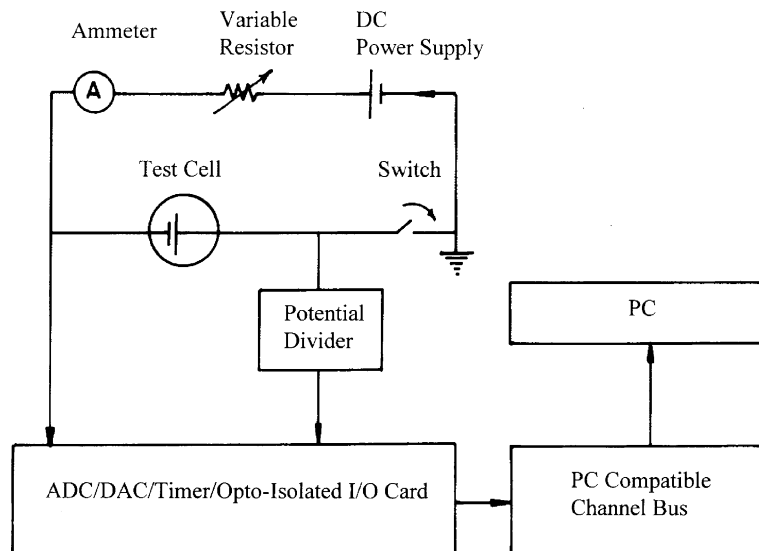 Ammeter
Variable
Resistor
DC
Power Supply
A
Test Cell
Switch
Potential
Divider
PC
ADC/DAC/Timer/Opto-Isolated I/O Card
PC Compatible
Channel Bus